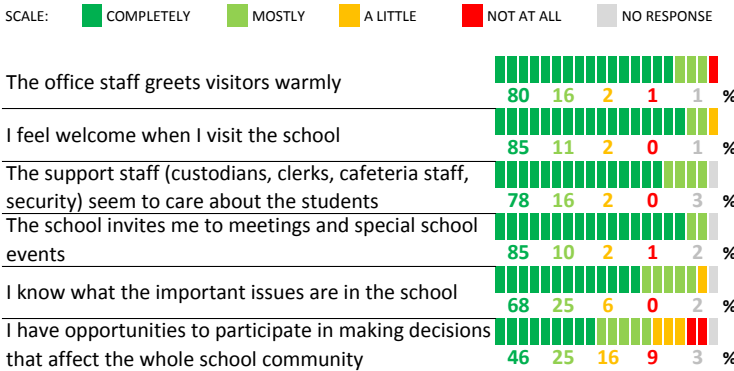 SCALE: COMPLETELY MOSTLY A LITTLE NOT AT ALL NO RESPONSE
The office staff greets visitors warmly
80 16 2 1 1 %
I feel welcome when I visit the school
85 11 2 0 1 %
The support staff (custodians, clerks, cafeteria staff,
security) seem to care about the students
78 16 2 0 3 %
The school invites me to meetings and special school
events
85 10 2 1 2 %
I know what the important issues are in the school
68 25 6 0 2 %
I have opportunities to participate in making decisions
that affect the whole school community
46 25 16 9 3 %